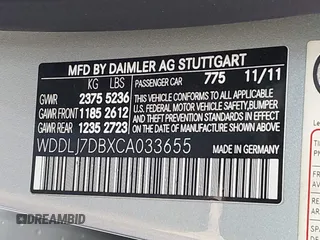 MFD BY DAIMLER AG STUTTGART
KG LBS PASSENGER CAR 775 11/11
GVWR 2375 5236
GAWR FRONT 1185 2612
GAWR REAR 1235 2723
THIS VEHICLE CONFORMS TO ALL APPLICABLE
U.S. FEDERAL MOTOR VEHICLE SAFETY, BUMPER
AND THEFT PREVENTION STANDARDS IN EFFECT
ON THE DATE OF MANUFACTURE SHOWN ABOVE.
WDDLJ7DBXCA033655
MADE IN GERMANY
DREAMBID